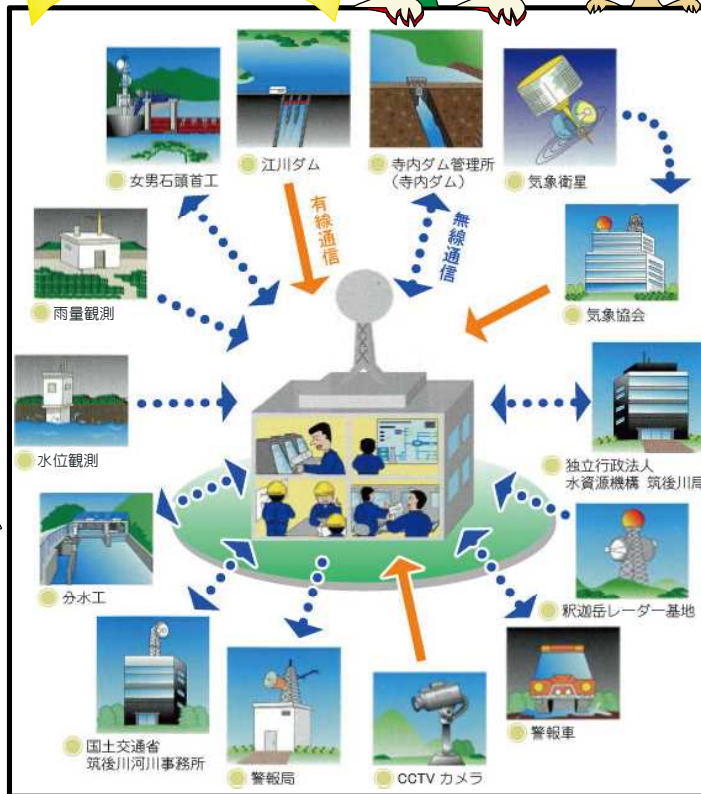 女男石頭首工
江川ダム
寺内ダム管理所
（寺内ダム）
気象衛星
有線通信
無線通信
雨量観測
気象協会
水位観測
独立行政法人
水資源機構 筑後川局
分水工
釈迦岳レーダー基地
国土交通省
筑後川河川事務所
警報局
CCTV カメラ
警報車